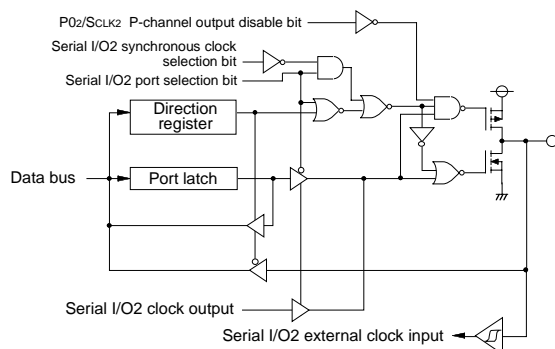 P02/SCLK2 P-channel output disable bit
Serial I/O2 synchronous clock
selection bit
Serial I/O2 port selection bit
Direction
register
Data bus
Port latch
Serial I/O2 clock output
Serial I/O2 external clock input